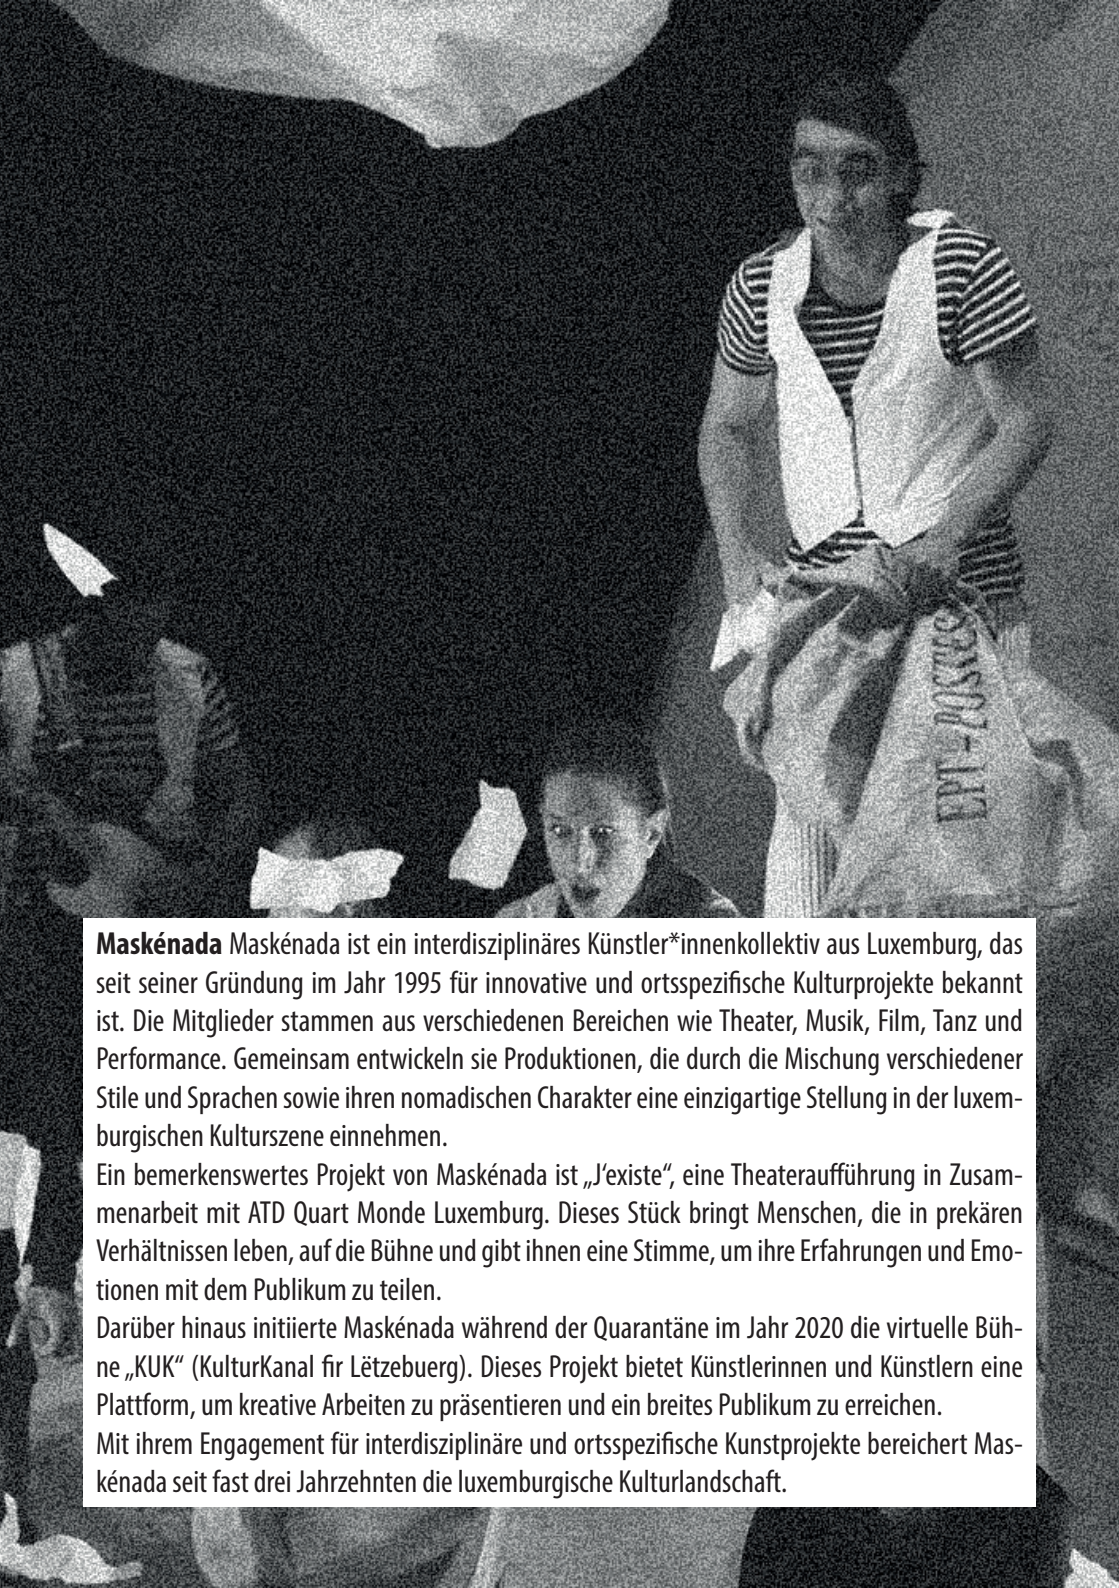 EPT-POSTES
Maskénada Maskénada ist ein interdisziplinäres Künstler*innenkollektiv aus Luxemburg, das
seit seiner Gründung im Jahr 1995 für innovative und ortsspezifische Kulturprojekte bekannt
ist. Die Mitglieder stammen aus verschiedenen Bereichen wie Theater, Musik, Film, Tanz und
Performance. Gemeinsam entwickeln sie Produktionen, die durch die Mischung verschiedener
Stile und Sprachen sowie ihren nomadischen Charakter eine einzigartige Stellung in der luxem-
burgischen Kulturszene einnehmen.
Ein bemerkenswertes Projekt von Maskénada ist „J‘existe“, eine Theateraufführung in Zusam-
menarbeit mit ATD Quart Monde Luxemburg. Dieses Stück bringt Menschen, die in prekären
Verhältnissen leben, auf die Bühne und gibt ihnen eine Stimme, um ihre Erfahrungen und Emo-
tionen mit dem Publikum zu teilen.
Darüber hinaus initiierte Maskénada während der Quarantäne im Jahr 2020 die virtuelle Büh-
ne „KUK“ (KulturKanal fir Lëtzebuerg). Dieses Projekt bietet Künstlerinnen und Künstlern eine
Plattform, um kreative Arbeiten zu präsentieren und ein breites Publikum zu erreichen.
Mit ihrem Engagement für interdisziplinäre und ortsspezifische Kunstprojekte bereichert Mas-
kénada seit fast drei Jahrzehnten die luxemburgische Kulturlandschaft.